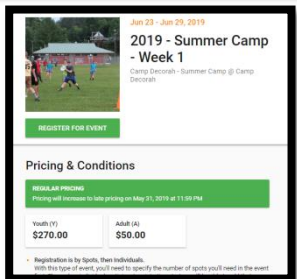 Jun 23 - Jun 29, 2019
2019 - Summer Camp
- Week 1
Camp Decorah - Summer Camp @ Camp
Decorah
REGISTER FOR EVENT
Pricing & Conditions
REGULAR PRICING
Pricing will increase to late pricing on May 31, 2019 at 11:59 PM
Youth (Y)
$270.00
Adult (A)
$50.00
• Registration is by Spots, then Individuals.
With this type of event, you'll need to specify the number of spots you'll need in the event